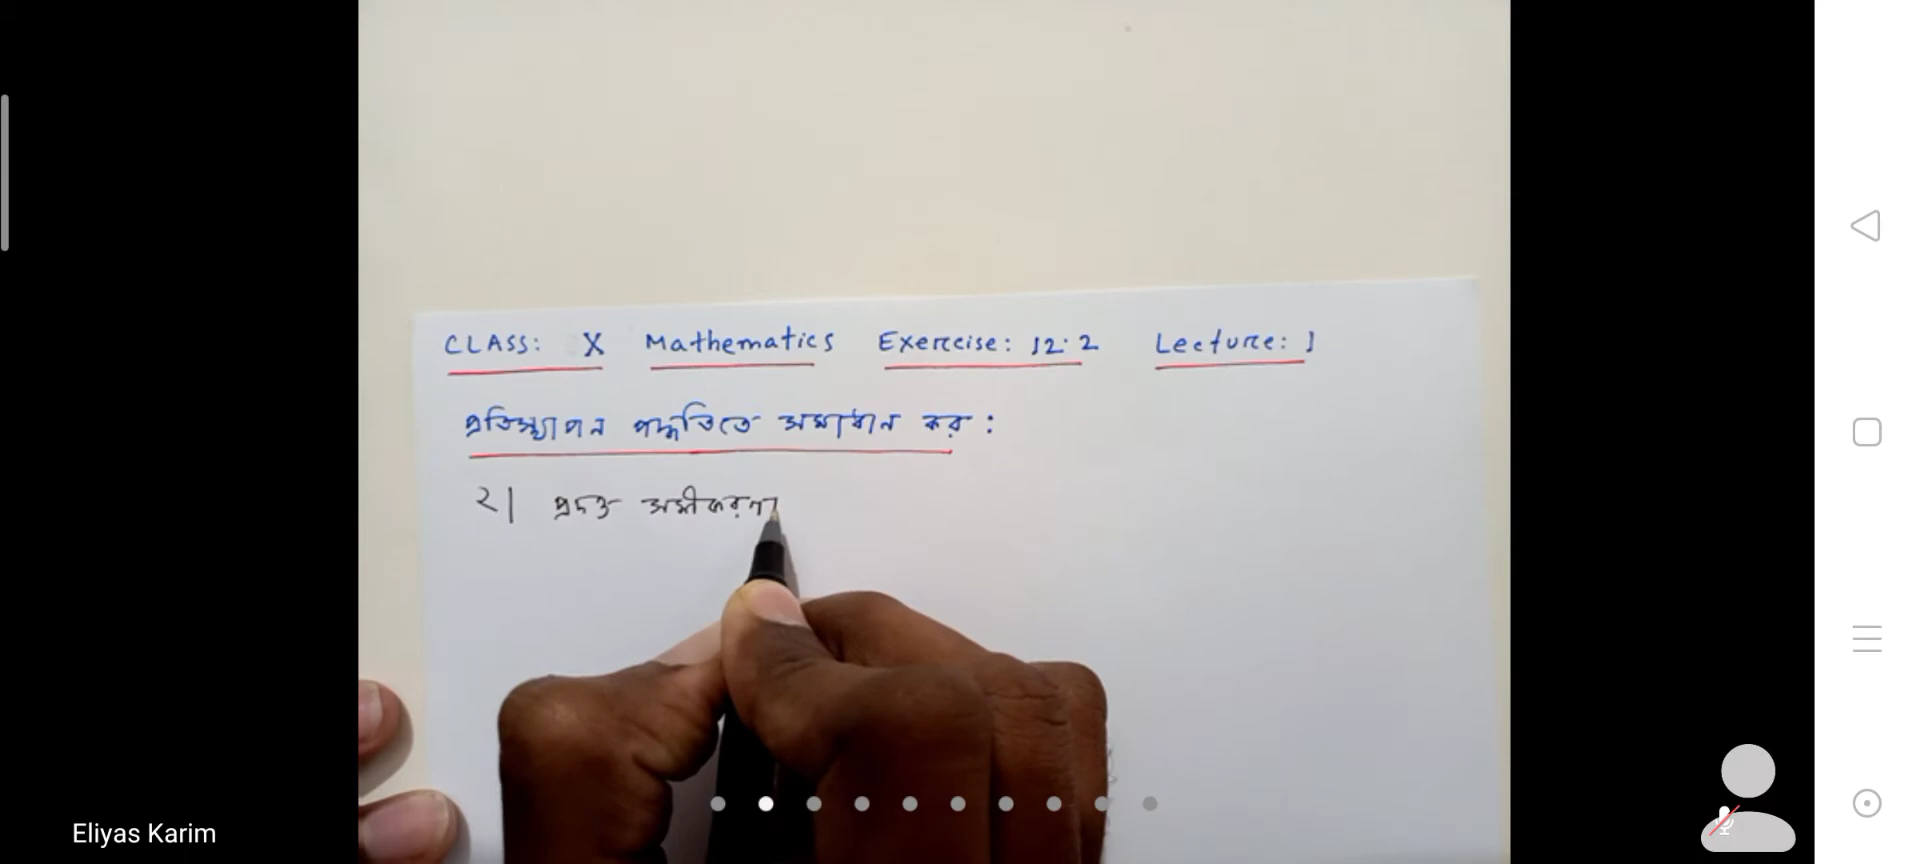 CLASS: X Mathematics Exercise: 12.2 Lecture: 1
প্রতিস্থাপন পদ্ধতিতে সমাধান কর :
২। প্রদত্ত সমীকরণ
Eliyas Karim